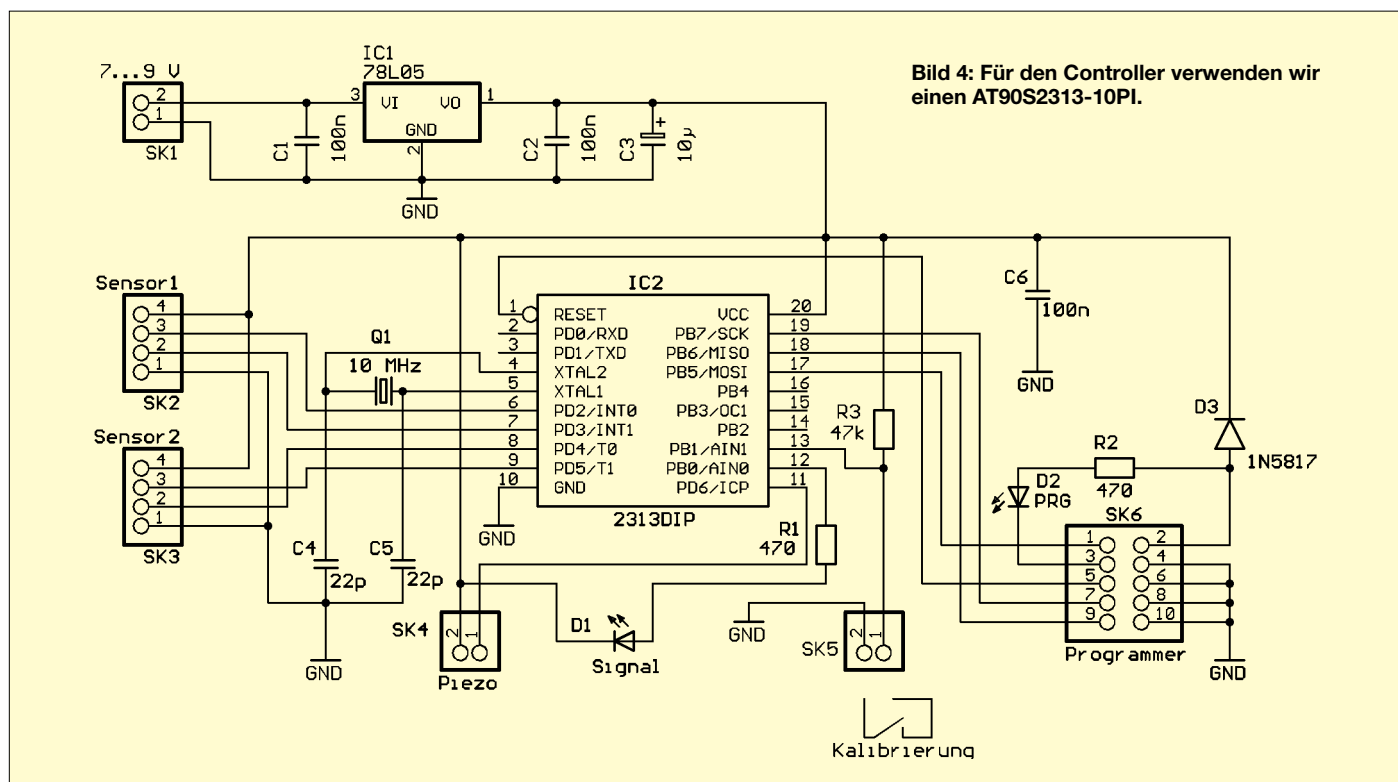 Bild 4: Für den Controller verwenden wir
einen AT90S2313-10PI.
7...9 V
2
1
SK1
C1
100n
IC1
78L05
3
VI
VO
1
GND
2
GND
C2
100n
C3
+
10µ
Sensor1
4
3
2
1
SK2
Sensor2
4
3
2
1
SK3
Q1
10 MHz
C4
22p
C5
22p
GND
GND
IC2
1 RESET
2 PD0/RXD
3 PD1/TXD
4 XTAL2
5 XTAL1
6 PD2/INT0
7 PD3/INT1
8 PD4/T0
9 PD5/T1
10 GND
VCC 20
PB7/SCK 19
PB6/MISO 18
PB5/MOSI 17
PB4 16
PB3/OC1 15
PB2 14
PB1/AIN1 13
PB0/AIN0 12
PD6/ICP 11
2313DIP
SK4
2
1
Piezo
D1
Signal
R1
470
R3
47k
GND
SK5
2
1
Kalibrierung
C6
100n
GND
D3
1N5817
R2
470
D2
PRG
SK6
1 2
3 4
5 6
7 8
9 10
Programmer
GND